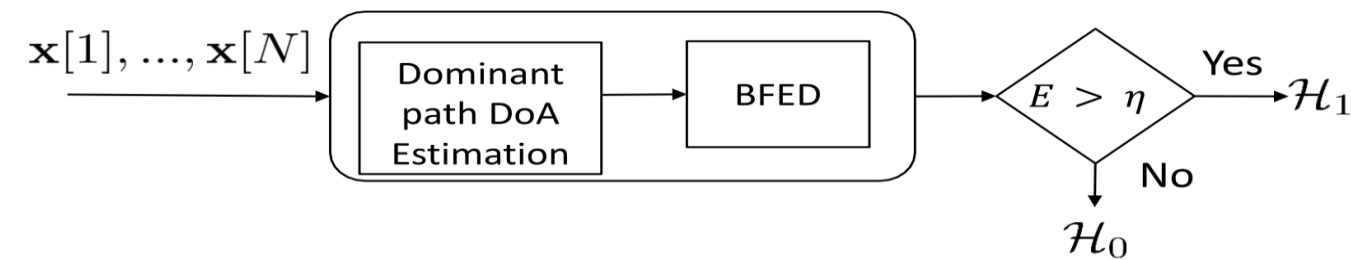 x[1], ..., x[N]
Dominant
path DoA
Estimation
BFED
E > η
Yes
ℋ₁
No
ℋ₀